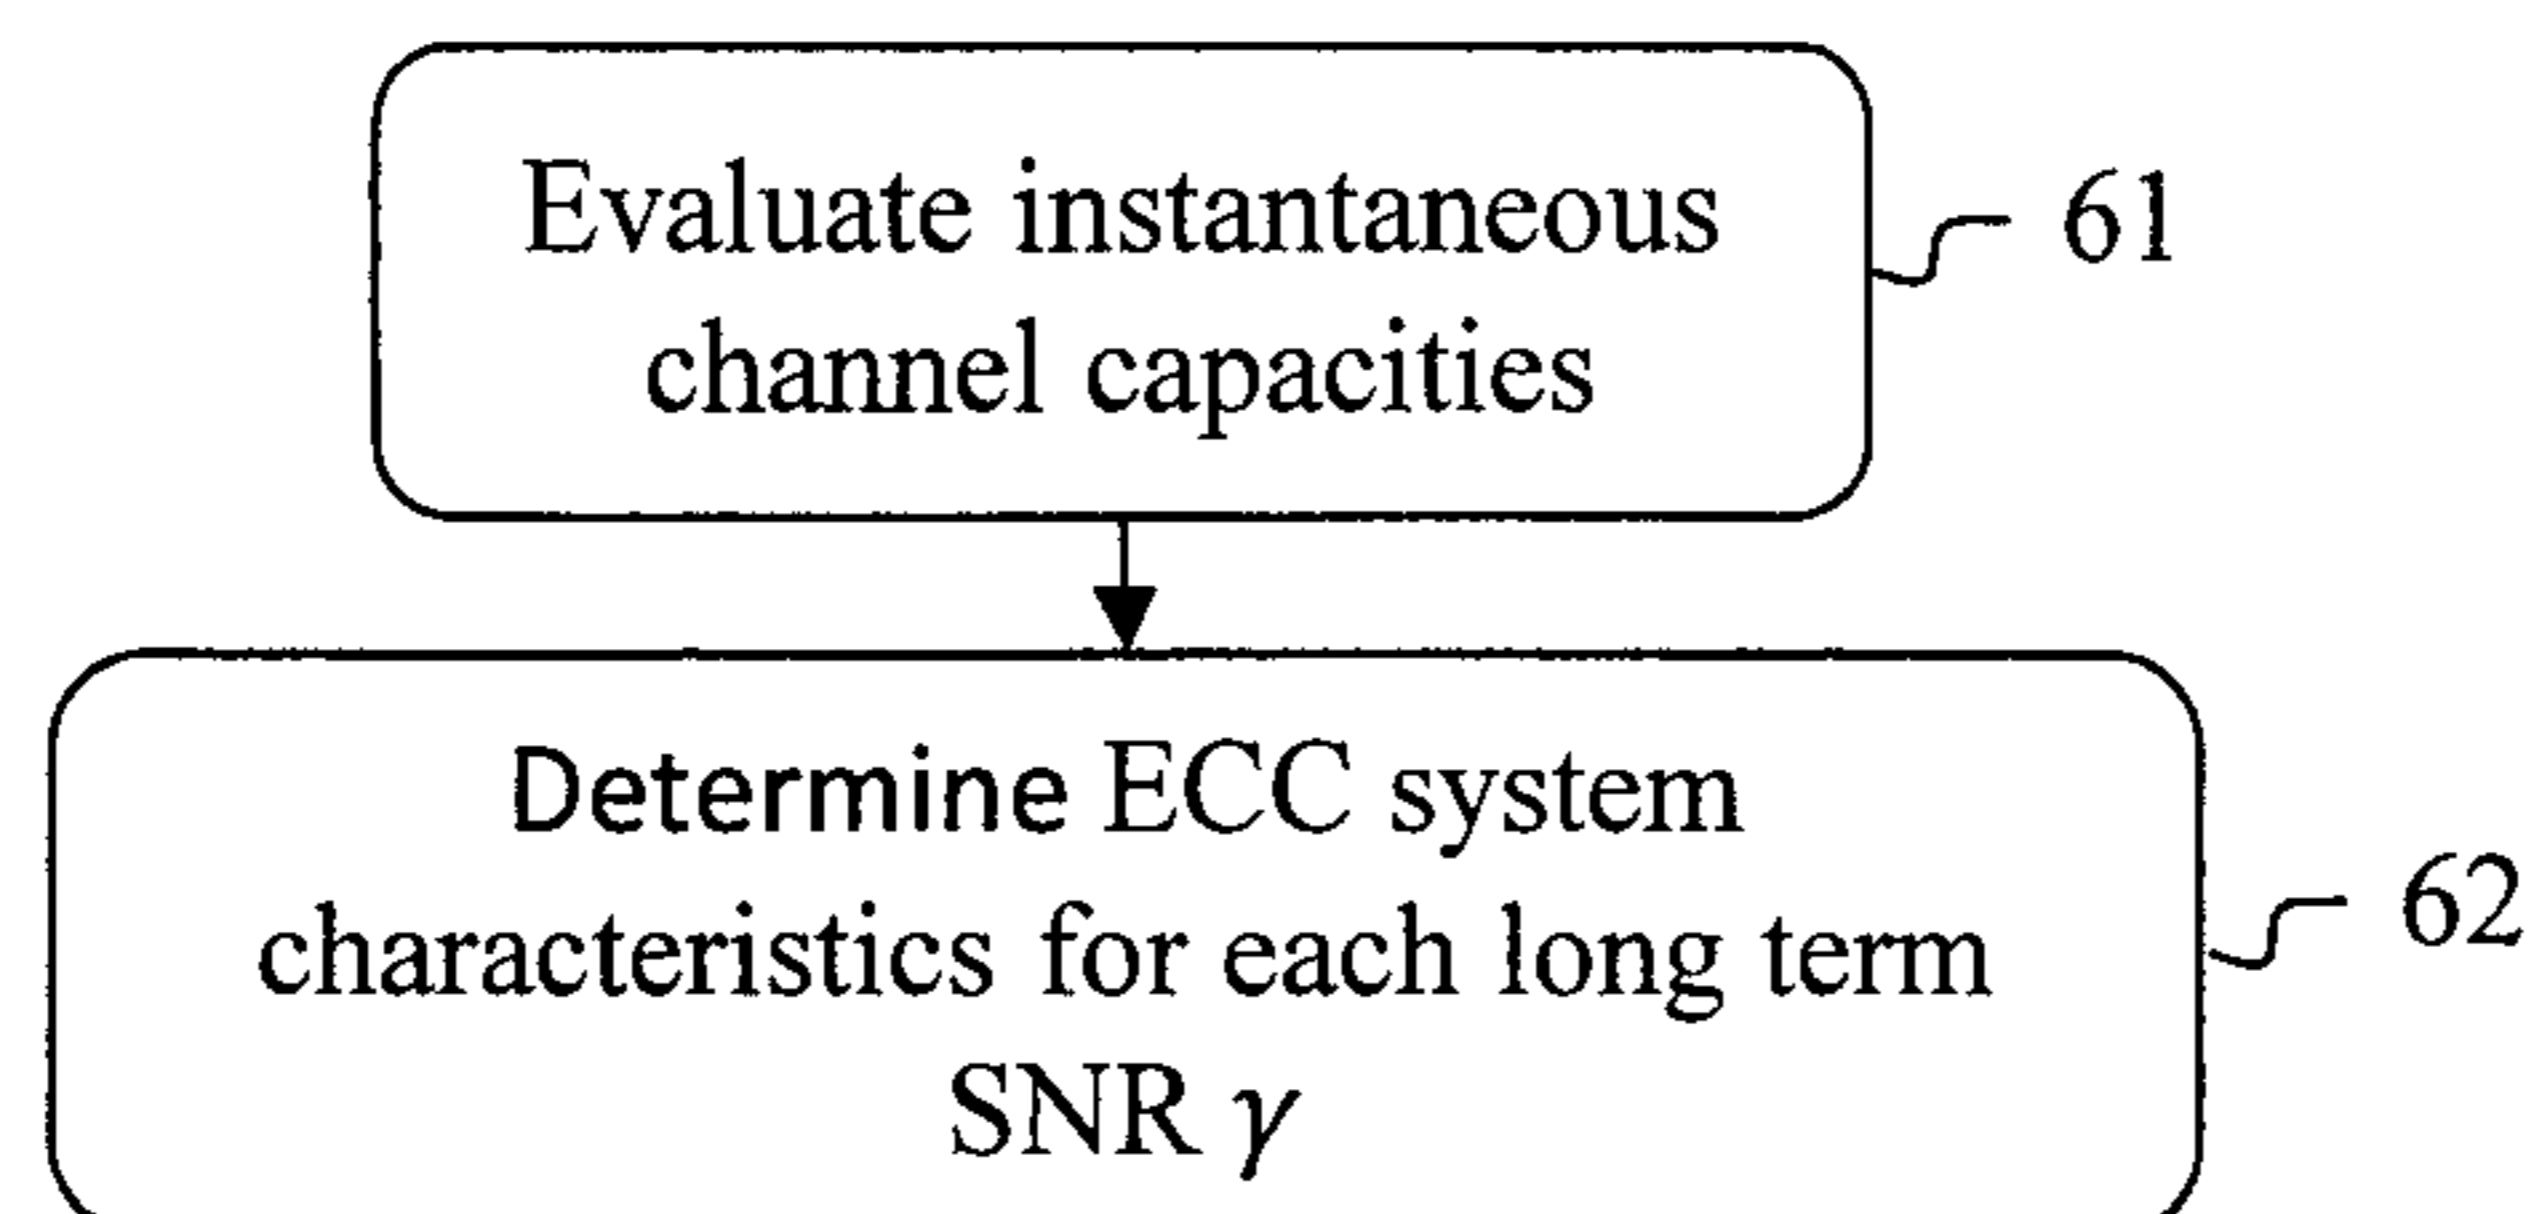 Evaluate instantaneous
channel capacities
61
Determine ECC system
characteristics for each long term
SNR γ
62